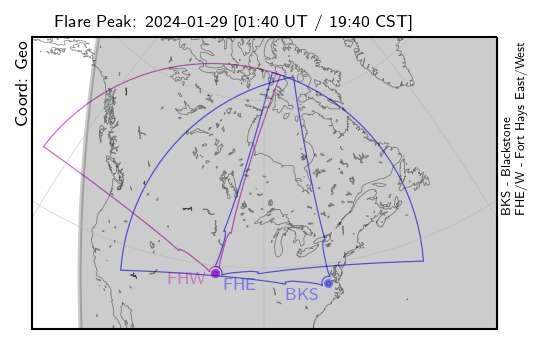 Flare Peak: 2024-01-29 [01:40 UT / 19:40 CST]
Coord: Geo
FHW
FHE
BKS
BKS - Blackstone
FHE/W - Fort Hays East/West